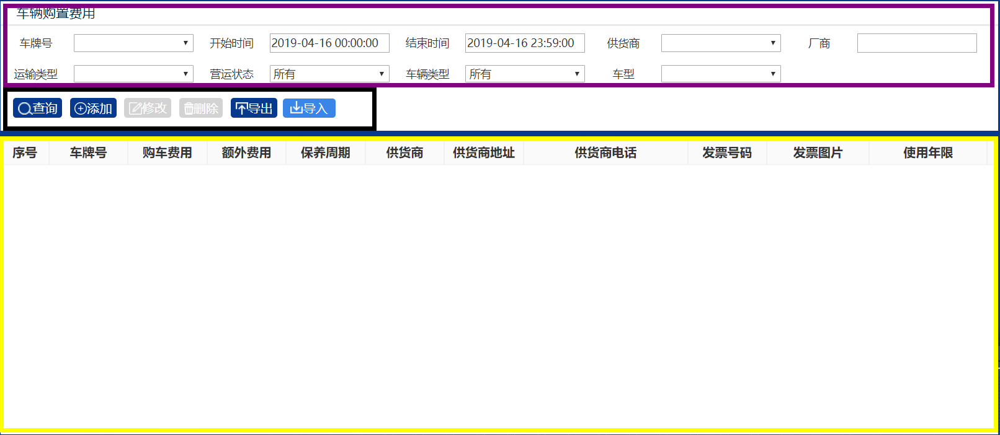 车辆购置费用
车牌号 开始时间 2019-04-16 00:00:00 结束时间 2019-04-16 23:59:00 供货商 厂商
运输类型 营运状态 所有 车辆类型 所有 车型
查询 添加 修改 删除 导出 导入
序号 车牌号 购车费用 额外费用 保养周期 供货商 供货商地址 供货商电话 发票号码 发票图片 使用年限